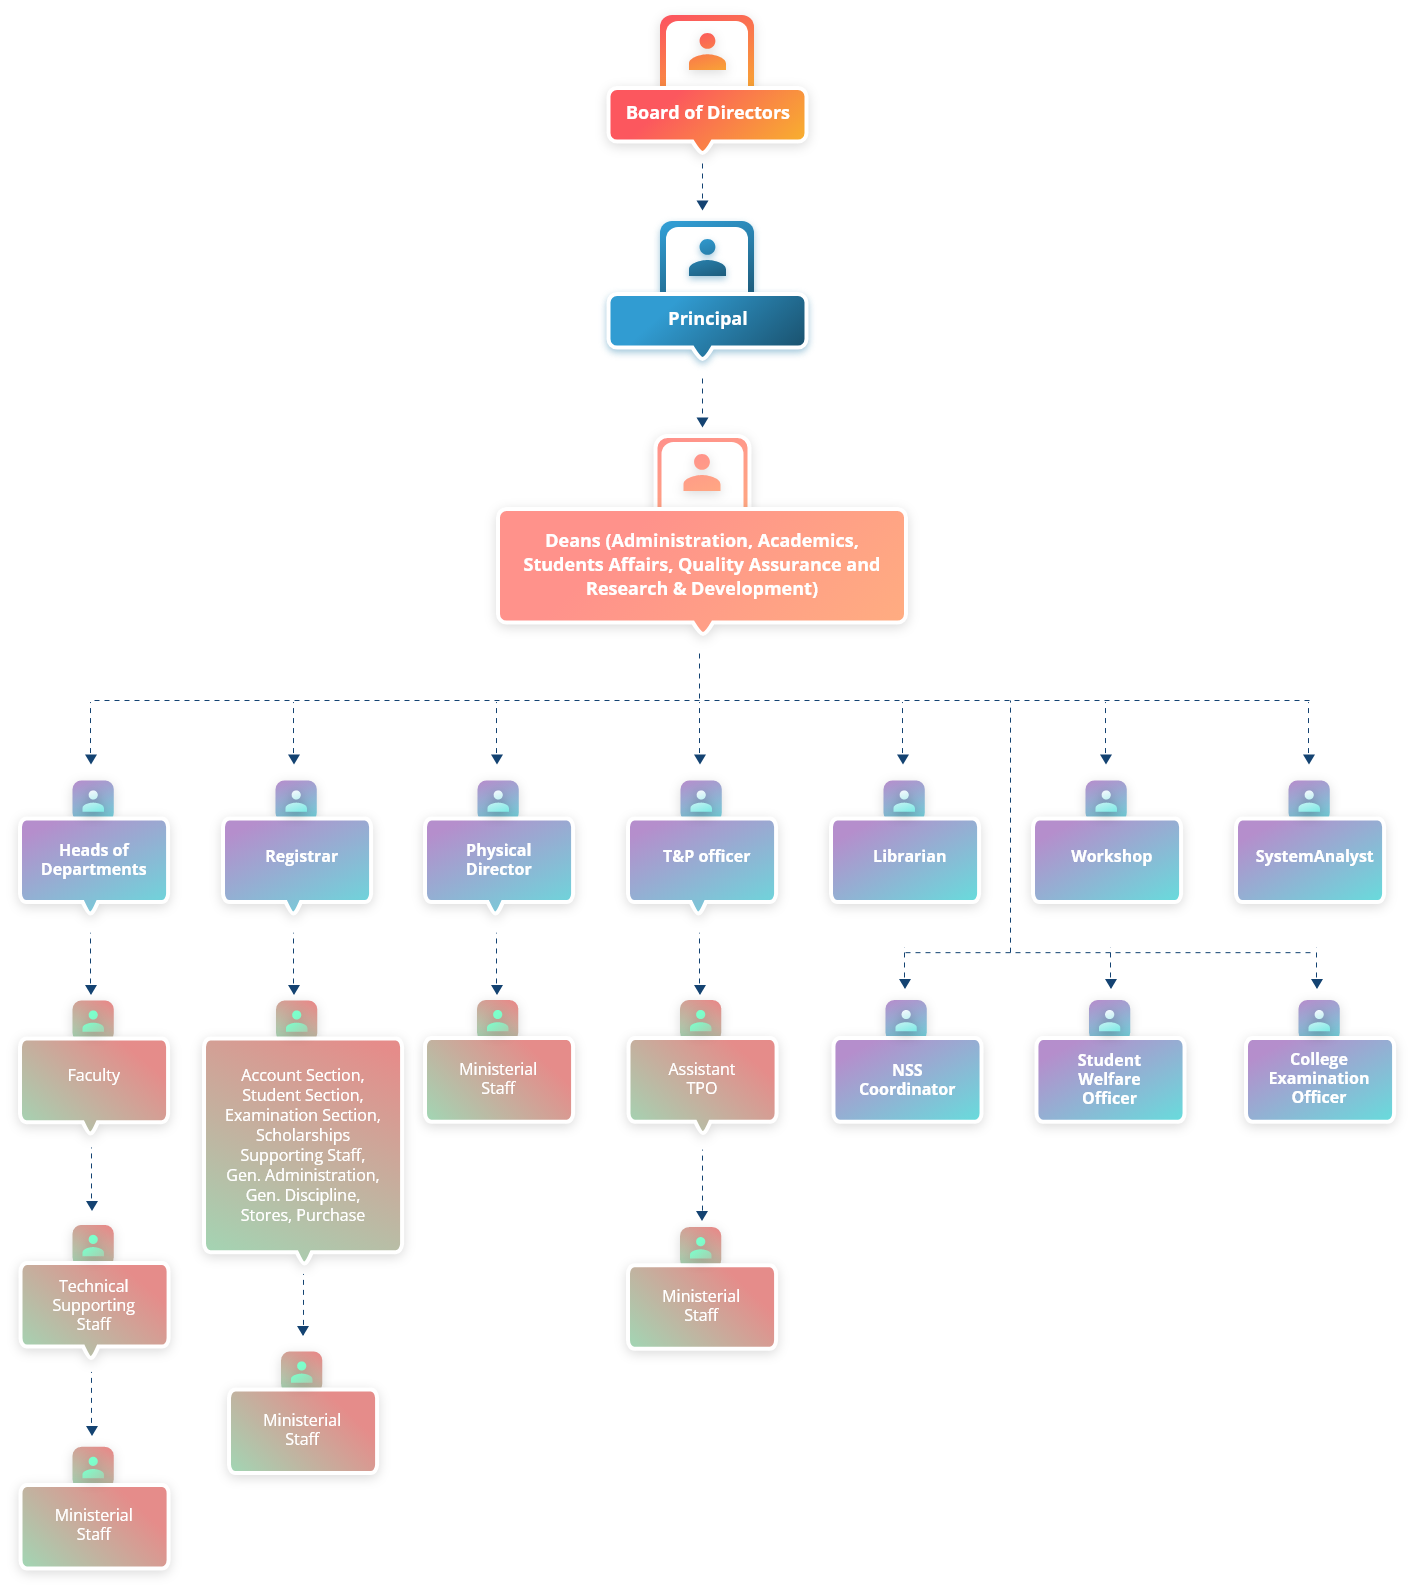 Board of Directors
Principal
Deans (Administration, Academics,
Students Affairs, Quality Assurance and
Research & Development)
Heads of
Departments
Registrar
Physical
Director
T&P officer
Librarian
Workshop
SystemAnalyst
Faculty
Account Section,
Student Section,
Examination Section,
Scholarships
Supporting Staff,
Gen. Administration,
Gen. Discipline,
Stores, Purchase
Ministerial
Staff
Assistant
TPO
NSS
Coordinator
Student
Welfare
Officer
College
Examination
Officer
Technical
Supporting
Staff
Ministerial
Staff
Ministerial
Staff
Ministerial
Staff